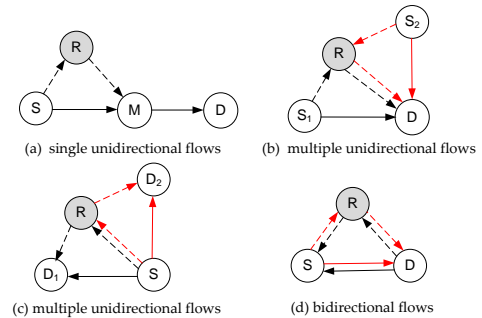 R
S
M
D
(a) single unidirectional flows
S2
R
S1
D
(b) multiple unidirectional flows
D2
R
D1
S
(c) multiple unidirectional flows
R
S
D
(d) bidirectional flows